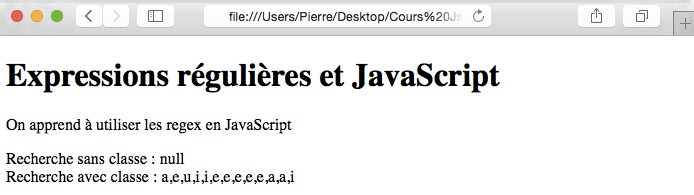 file:///Users/Pierre/Desktop/Cours%20Js
Expressions régulières et JavaScript
On apprend à utiliser les regex en JavaScript
Recherche sans classe : null
Recherche avec classe : a,e,u,i,i,e,e,e,e,e,a,a,i